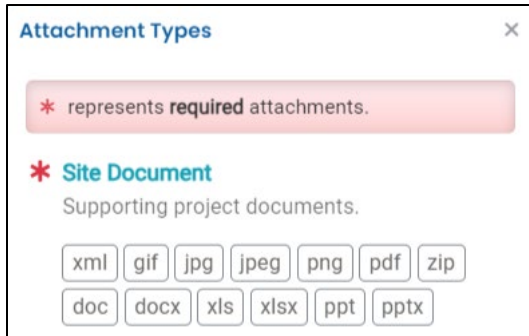 Attachment Types ×
* represents required attachments.
* Site Document
Supporting project documents.
xml gif jpg jpeg png pdf zip
doc docx xls xlsx ppt pptx